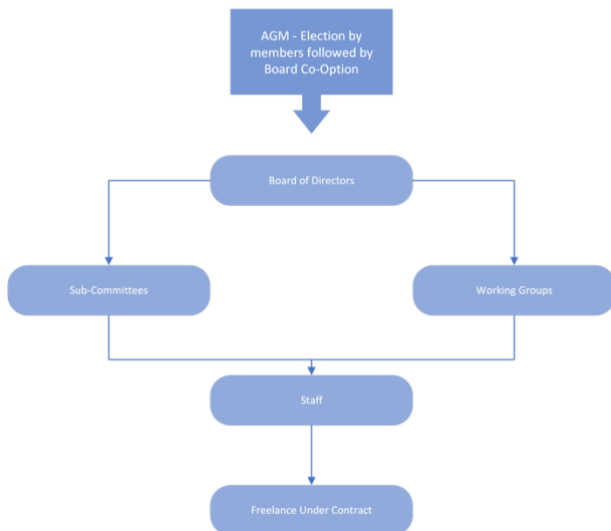 AGM - Election by
members followed by
Board Co-Option
Board of Directors
Sub-Committees
Working Groups
Staff
Freelance Under Contract